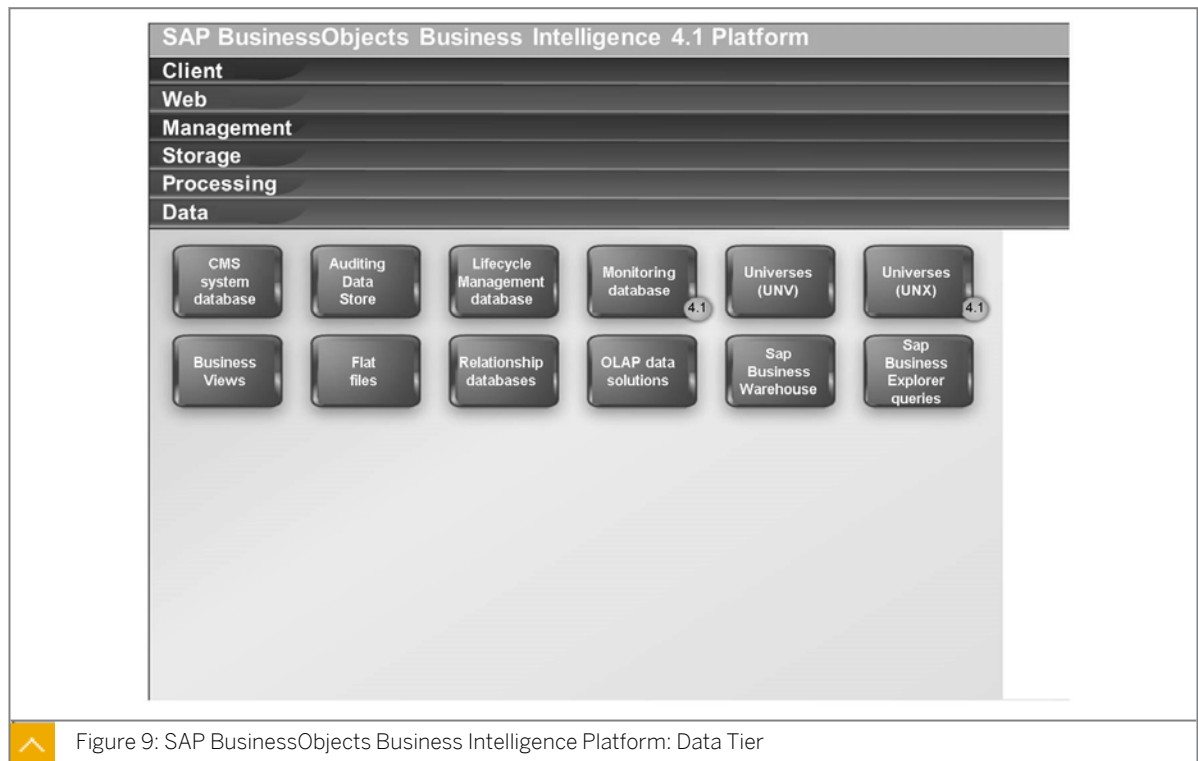 SAP BusinessObjects Business Intelligence 4.1 Platform
Client
Web
Management
Storage
Processing
Data
CMS
system
database
Auditing
Data
Store
Lifecycle
Management
database
Monitoring
database
4.1
Universes
(UNV)
Universes
(UNX)
4.1
Business
Views
Flat
files
Relationship
databases
OLAP data
solutions
Sap
Business
Warehouse
Sap
Business
Explorer
queries
Figure 9: SAP BusinessObjects Business Intelligence Platform: Data Tier